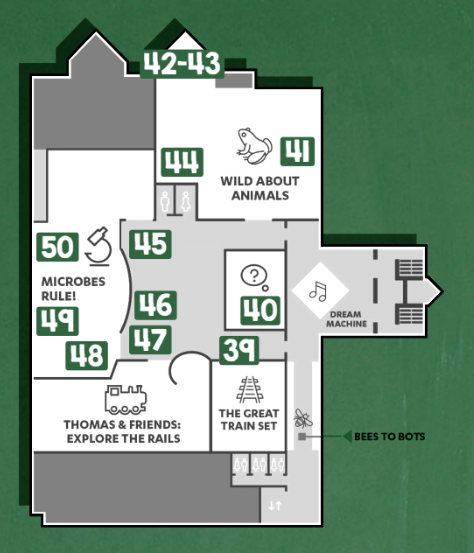 42-43
44
41
WILD ABOUT
ANIMALS
50
45
MICROBES
RULE!
?
40
46
49
DREAM
MACHINE
47
48
39
THOMAS & FRIENDS:
EXPLORE THE RAILS
THE GREAT
TRAIN SET
BEES TO BOTS